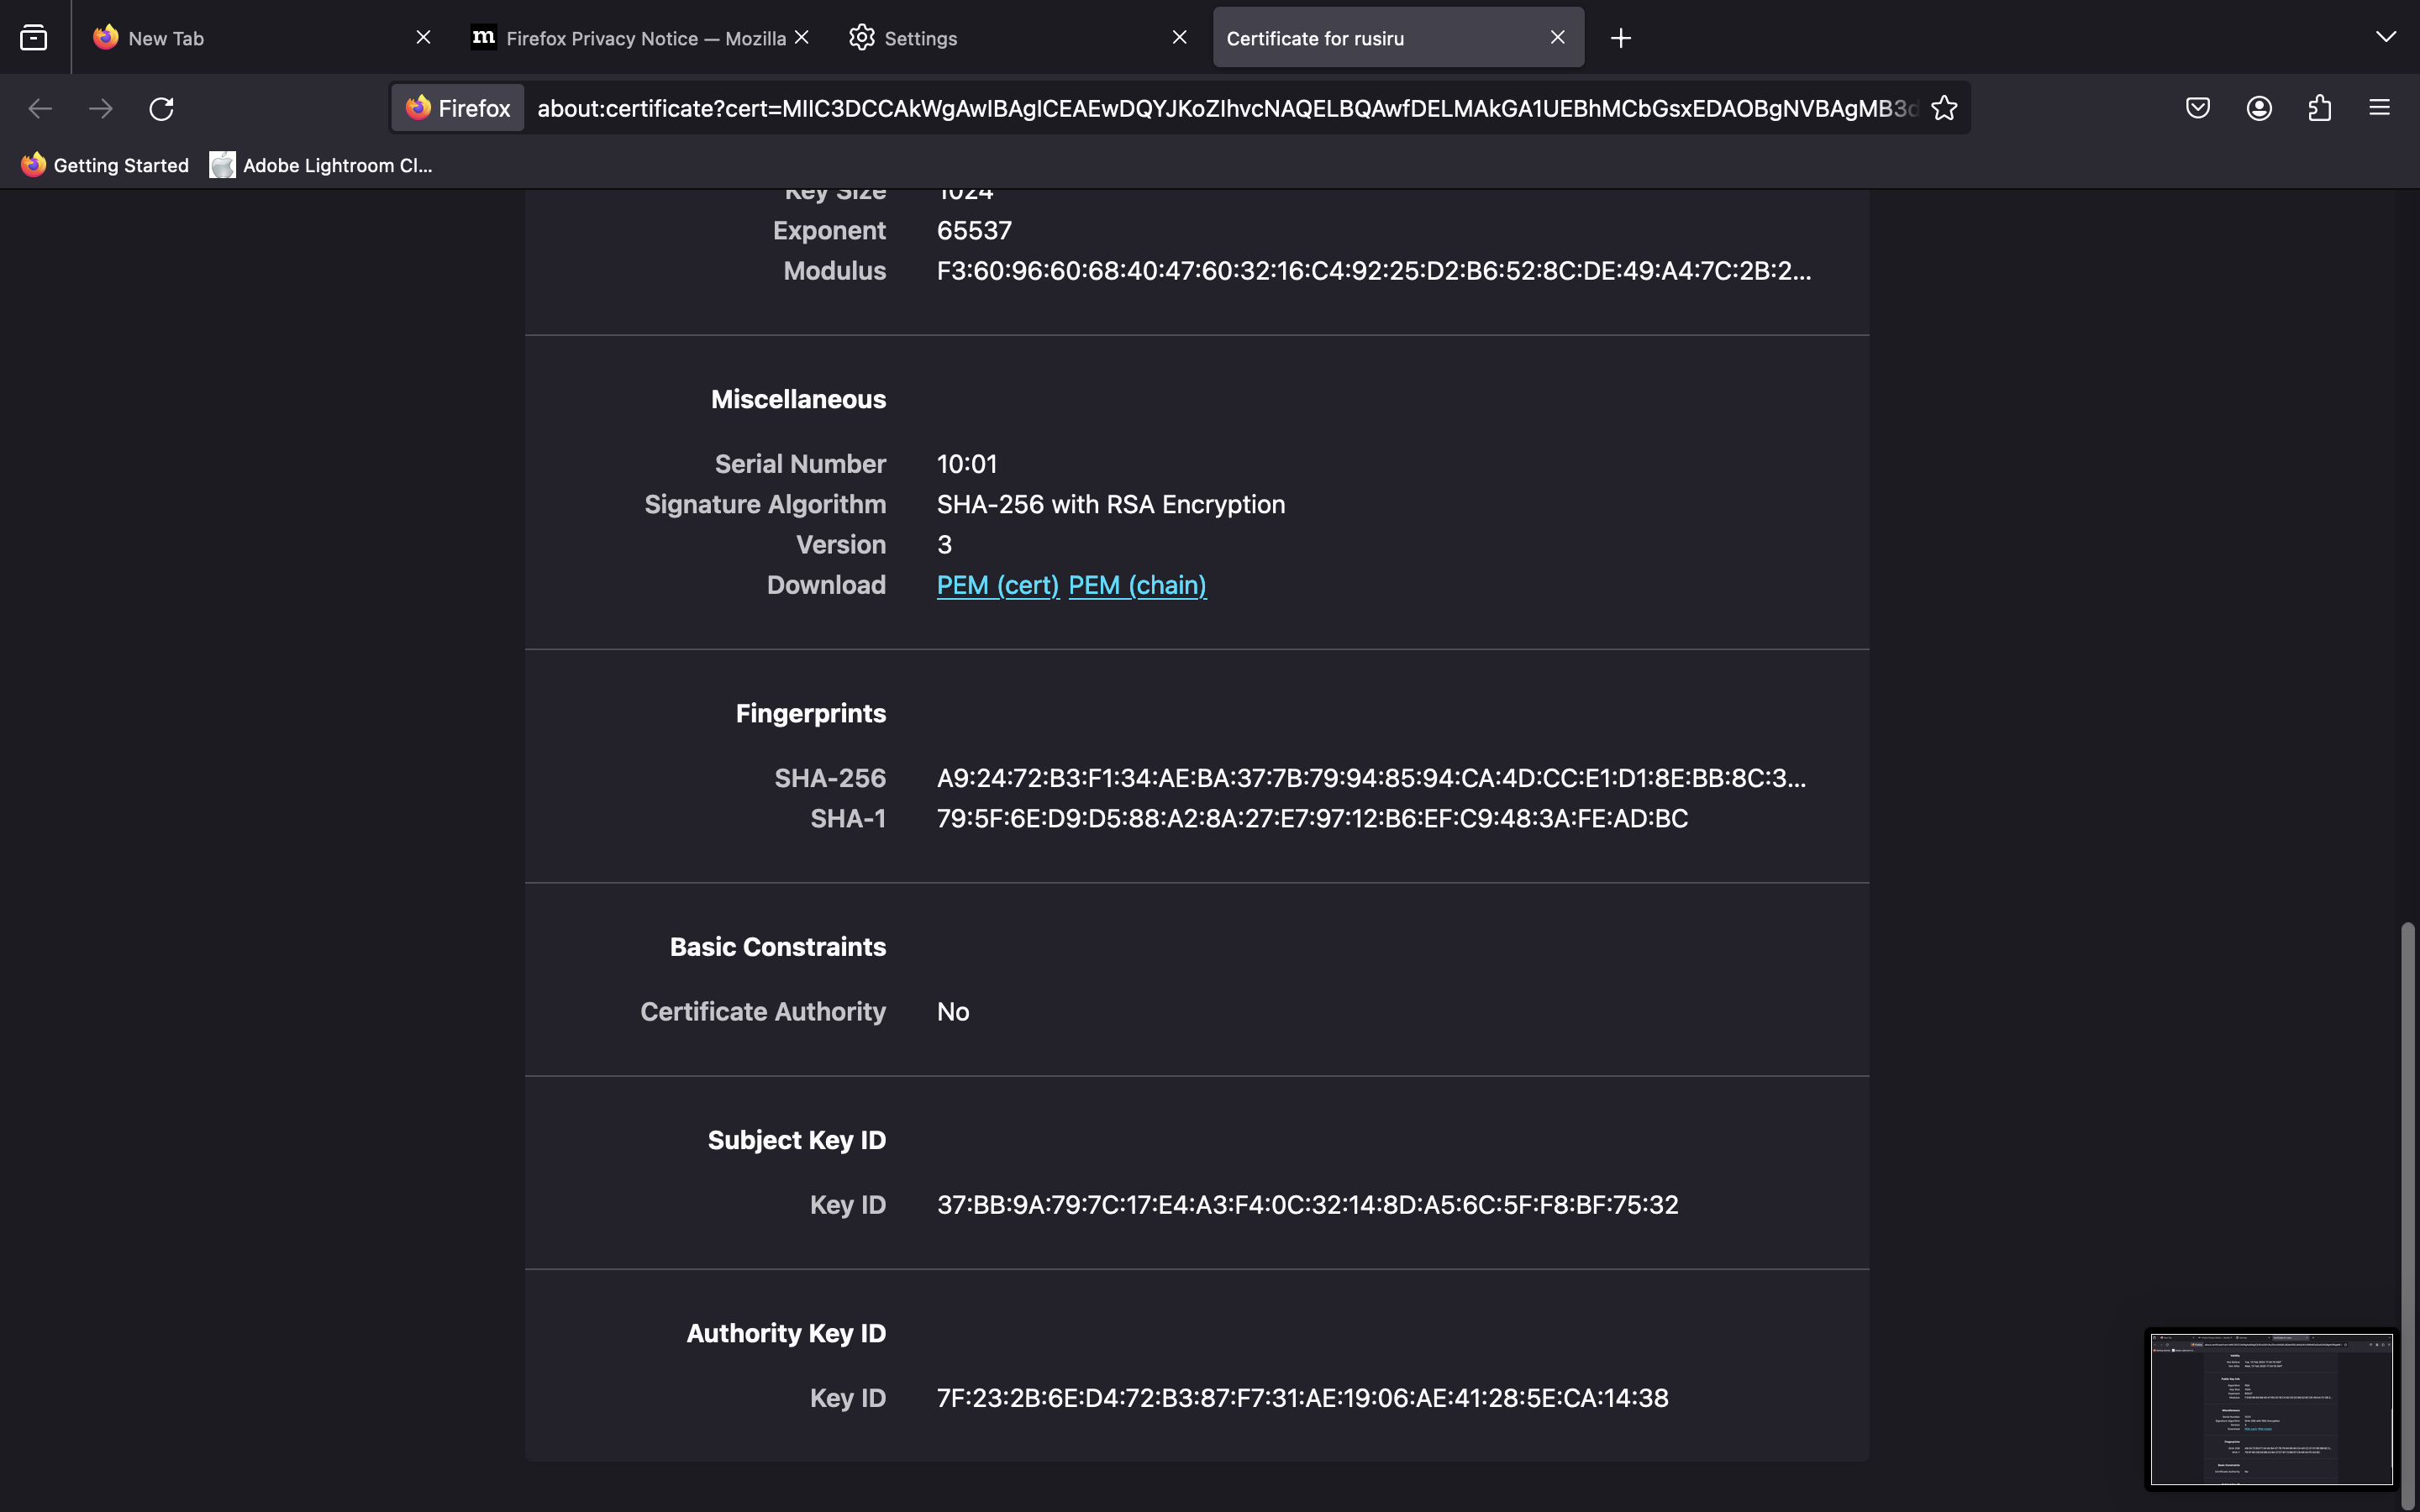 New Tab
m Firefox Privacy Notice — Mozilla
Settings
Certificate for rusiru
Firefox about:certificate?cert=MIIC3DCCAkWgAwIBAgICEAEwDQYJKoZIhvcNAQELBQAwfDELMAkGA1UEBhMCbGsxEDAOBgNVBAgMB3d
Getting Started
Adobe Lightroom Cl...
Key Size 1024
Exponent 65537
Modulus F3:60:96:60:68:40:47:60:32:16:C4:92:25:D2:B6:52:8C:DE:49:A4:7C:2B:2...
Miscellaneous
Serial Number 10:01
Signature Algorithm SHA-256 with RSA Encryption
Version 3
Download PEM (cert) PEM (chain)
Fingerprints
SHA-256 A9:24:72:B3:F1:34:AE:BA:37:7B:79:94:85:94:CA:4D:CC:E1:D1:8E:BB:8C:3...
SHA-1 79:5F:6E:D9:D5:88:A2:8A:27:E7:97:12:B6:EF:C9:48:3A:FE:AD:BC
Basic Constraints
Certificate Authority No
Subject Key ID
Key ID 37:BB:9A:79:7C:17:E4:A3:F4:0C:32:14:8D:A5:6C:5F:F8:BF:75:32
Authority Key ID
Key ID 7F:23:2B:6E:D4:72:B3:87:F7:31:AE:19:06:AE:41:28:5E:CA:14:38